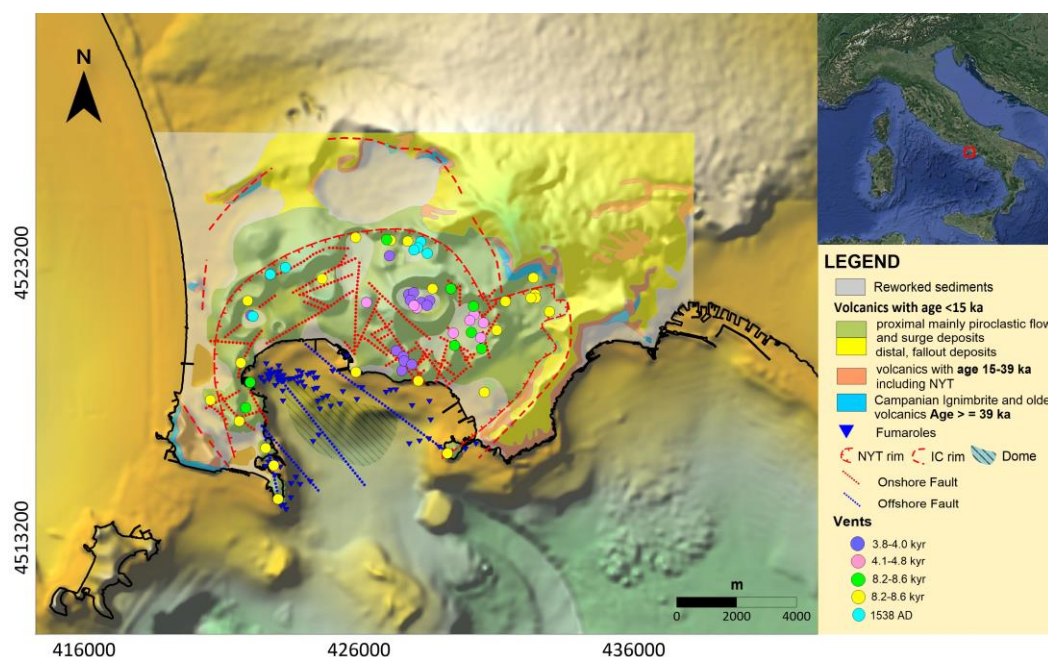 N
4523200
4513200
416000
426000
436000
m
0
2000
4000
LEGEND
Reworked sediments
Volcanics with age <15 ka
proximal mainly piroclastic flow
and surge deposits
distal, fallout deposits
volcanics with age 15-39 ka
including NYT
Campanian Ignimbrite and olde
volcanics Age > = 39 ka
Fumaroles
NYT rim IC rim Dome
Onshore Fault
Offshore Fault
Vents
3.8-4.0 kyr
4.1-4.8 kyr
8.2-8.6 kyr
8.2-8.6 kyr
1538 AD